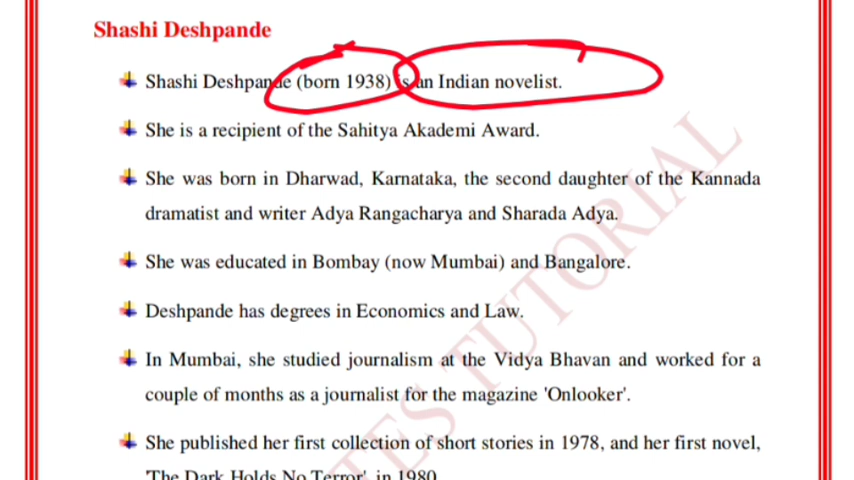 Shashi Deshpande
Shashi Deshpande (born 1938) is an Indian novelist.
She is a recipient of the Sahitya Akademi Award.
She was born in Dharwad, Karnataka, the second daughter of the Kannada
dramatist and writer Adya Rangacharya and Sharada Adya.
She was educated in Bombay (now Mumbai) and Bangalore.
Deshpande has degrees in Economics and Law.
In Mumbai, she studied journalism at the Vidya Bhavan and worked for a
couple of months as a journalist for the magazine 'Onlooker'.
She published her first collection of short stories in 1978, and her first novel,
'The Dark Holds No Terror', in 1980
TES TUTORIAL